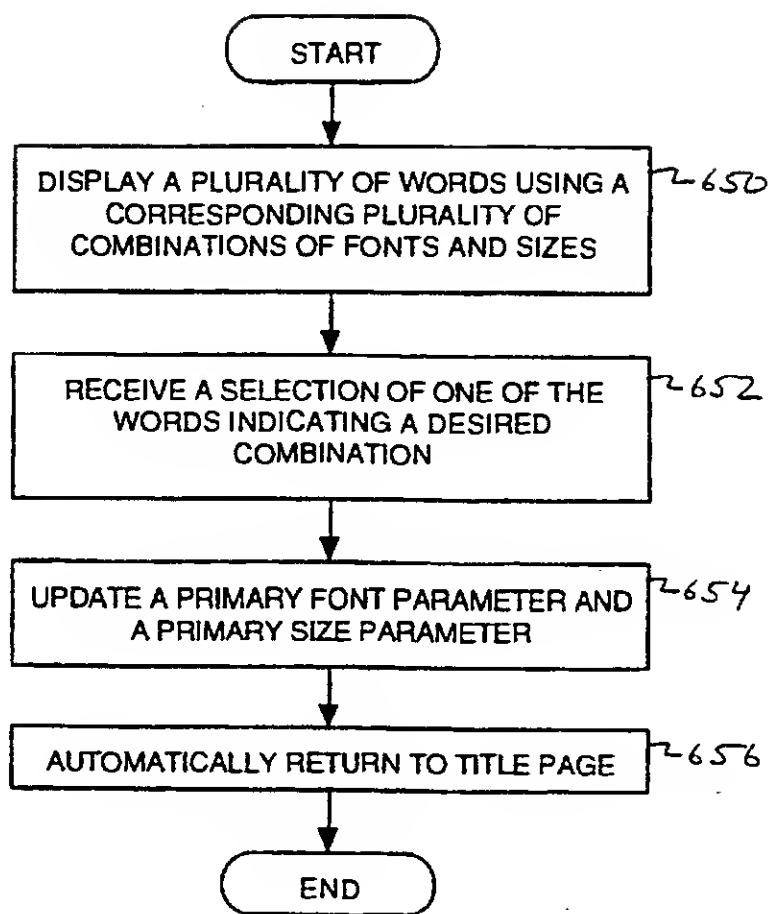 START
DISPLAY A PLURALITY OF WORDS USING A
CORRESPONDING PLURALITY OF
COMBINATIONS OF FONTS AND SIZES
650
RECEIVE A SELECTION OF ONE OF THE
WORDS INDICATING A DESIRED
COMBINATION
652
UPDATE A PRIMARY FONT PARAMETER AND
A PRIMARY SIZE PARAMETER
654
AUTOMATICALLY RETURN TO TITLE PAGE
656
END